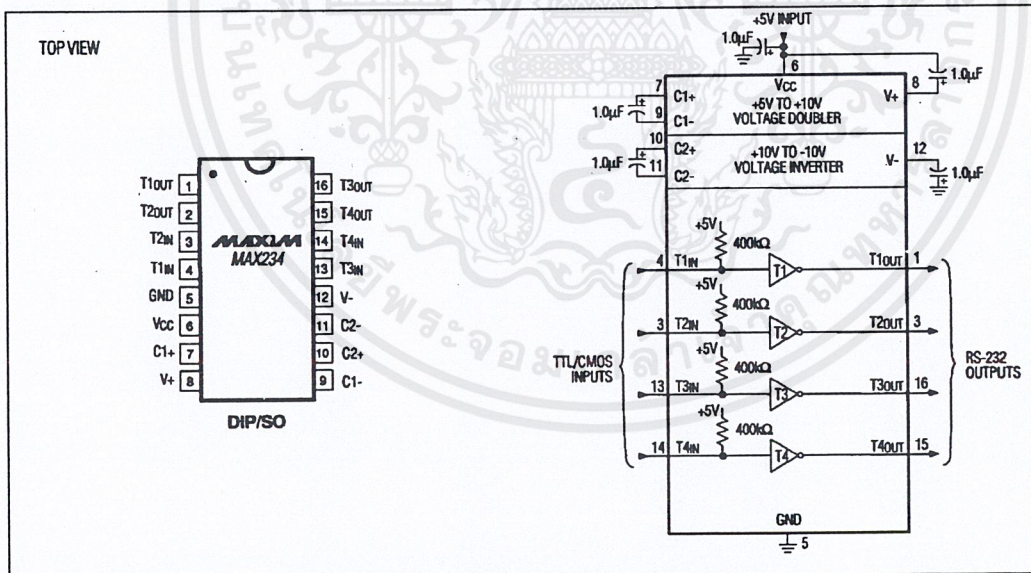 TOP VIEW
T1OUT 1
T2OUT 2
T2IN 3
T1IN 4
GND 5
VCC 6
C1+ 7
V+ 8
16 T3OUT
15 T4OUT
14 T4IN
13 T3IN
12 V-
11 C2-
10 C2+
9 C1-
MAXIM
MAX234
DIP/SO
+5V INPUT
1.0µF
6
VCC
+5V TO +10V
VOLTAGE DOUBLER
7 C1+
1.0µF
9 C1-
V+ 8
1.0µF
10 C2+
1.0µF
11 C2-
+10V TO -10V
VOLTAGE INVERTER
V- 12
1.0µF
+5V
400kΩ
4 T1IN T1 T1OUT 1
+5V
400kΩ
3 T2IN T2 T2OUT 3
+5V
400kΩ
13 T3IN T3 T3OUT 16
+5V
400kΩ
14 T4IN T4 T4OUT 15
TTL/CMOS
INPUTS
RS-232
OUTPUTS
GND
5